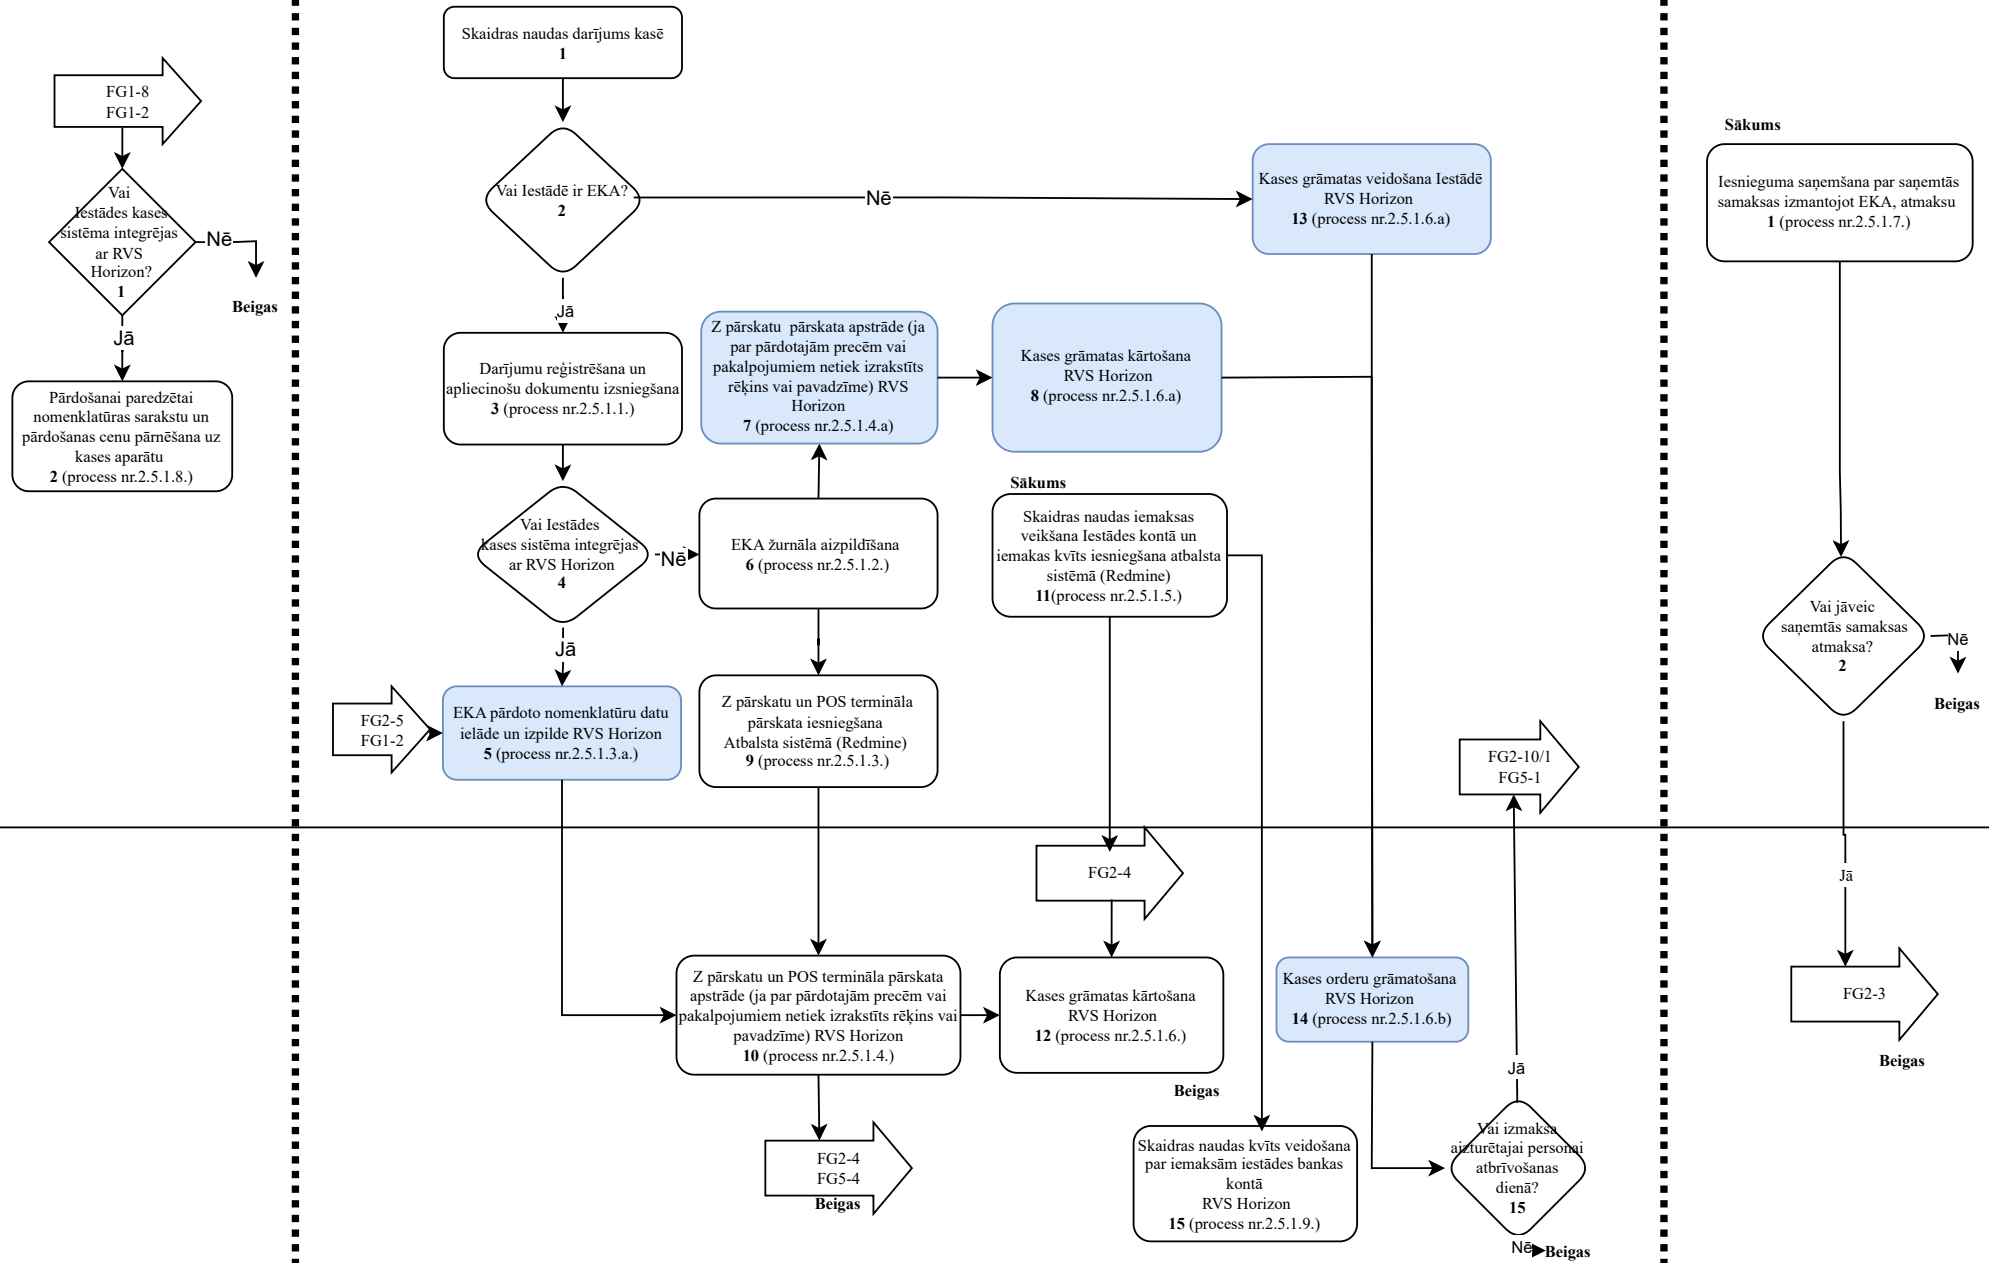 FG1-8
FG1-2
Vai
Iestādes kases
sistēma integrējas
ar RVS
Horizon?
1
Nē
Beigas
Jā
Pārdošanai paredzētai
nomenklatūras sarakstu un
pārdošanas cenu pārnēšana uz
kases aparātu
2 (process nr.2.5.1.8.)
Skaidras naudas darījums kasē
1
Vai Iestādē ir EKA?
2
Nē
Jā
Kases grāmatas veidošana Iestādē
RVS Horizon
13 (process nr.2.5.1.6.a)
Darījumu reģistrēšana un
apliecinošu dokumentu izsniegšana
3 (process nr.2.5.1.1.)
Z pārskatu  pārskata apstrāde (ja
par pārdotajām precēm vai
pakalpojumiem netiek izrakstīts
rēķins vai pavadzīme) RVS
Horizon
7 (process nr.2.5.1.4.a)
Kases grāmatas kārtošana
RVS Horizon
8 (process nr.2.5.1.6.a)
Vai Iestādes
kases sistēma integrējas
ar RVS Horizon
4
Nē
Jā
EKA žurnāla aizpildīšana
6 (process nr.2.5.1.2.)
Sākums
Skaidras naudas iemaksas
veikšana Iestādes kontā un
iemakas kvīts iesniegšana atbalsta
sistēmā (Redmine)
11(process nr.2.5.1.5.)
FG2-5
FG1-2
EKA pārdoto nomenklatūru datu
ielāde un izpilde RVS Horizon
5 (process nr.2.5.1.3.a.)
Z pārskatu un POS termināla
pārskata iesniegšana
Atbalsta sistēmā (Redmine)
9 (process nr.2.5.1.3.)
FG2-10/1
FG5-1
FG2-4
Z pārskatu un POS termināla pārskata
apstrāde (ja par pārdotajām precēm vai
pakalpojumiem netiek izrakstīts rēķins vai
pavadzīme) RVS Horizon
10 (process nr.2.5.1.4.)
Kases grāmatas kārtošana
RVS Horizon
12 (process nr.2.5.1.6.)
Beigas
Kases orderu grāmatošana
RVS Horizon
14 (process nr.2.5.1.6.b)
FG2-4
FG5-4
Beigas
Skaidras naudas kvīts veidošana
par iemaksām iestādes bankas
kontā
RVS Horizon
15 (process nr.2.5.1.9.)
Jā
Vai izmaksa
aizturētajai personai
atbrīvošanas
dienā?
15
Nē
Beigas
Sākums
Iesnieguma saņemšana par saņemtās
samaksas izmantojot EKA, atmaksu
1 (process nr.2.5.1.7.)
Vai jāveic
saņemtās samaksas
atmaksa?
2
Nē
Beigas
Jā
FG2-3
Beigas